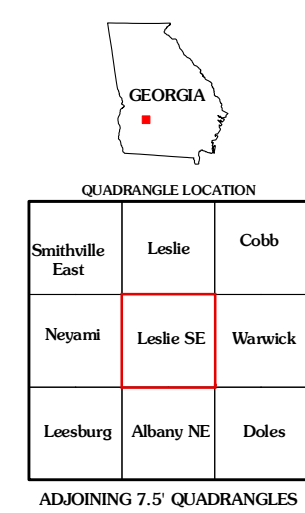 GEORGIA
QUADRANGLE LOCATION
Smithville
East
Leslie
Cobb
Neyami
Leslie SE
Warwick
Leesburg
Albany NE
Doles
ADJOINING 7.5' QUADRANGLES